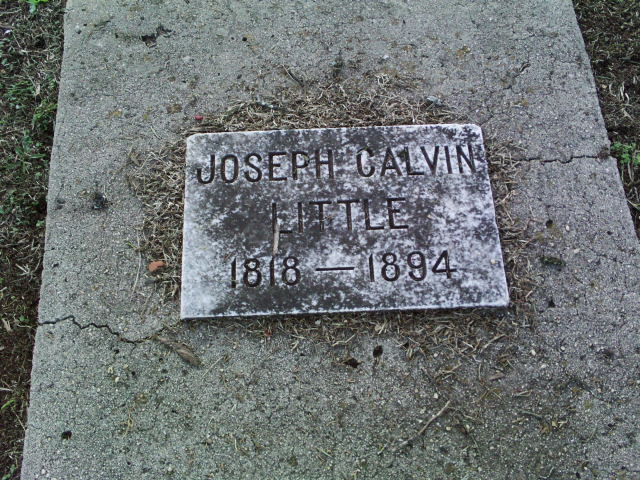 JOSEPH CALVIN
LITTLE
1818 — 1894